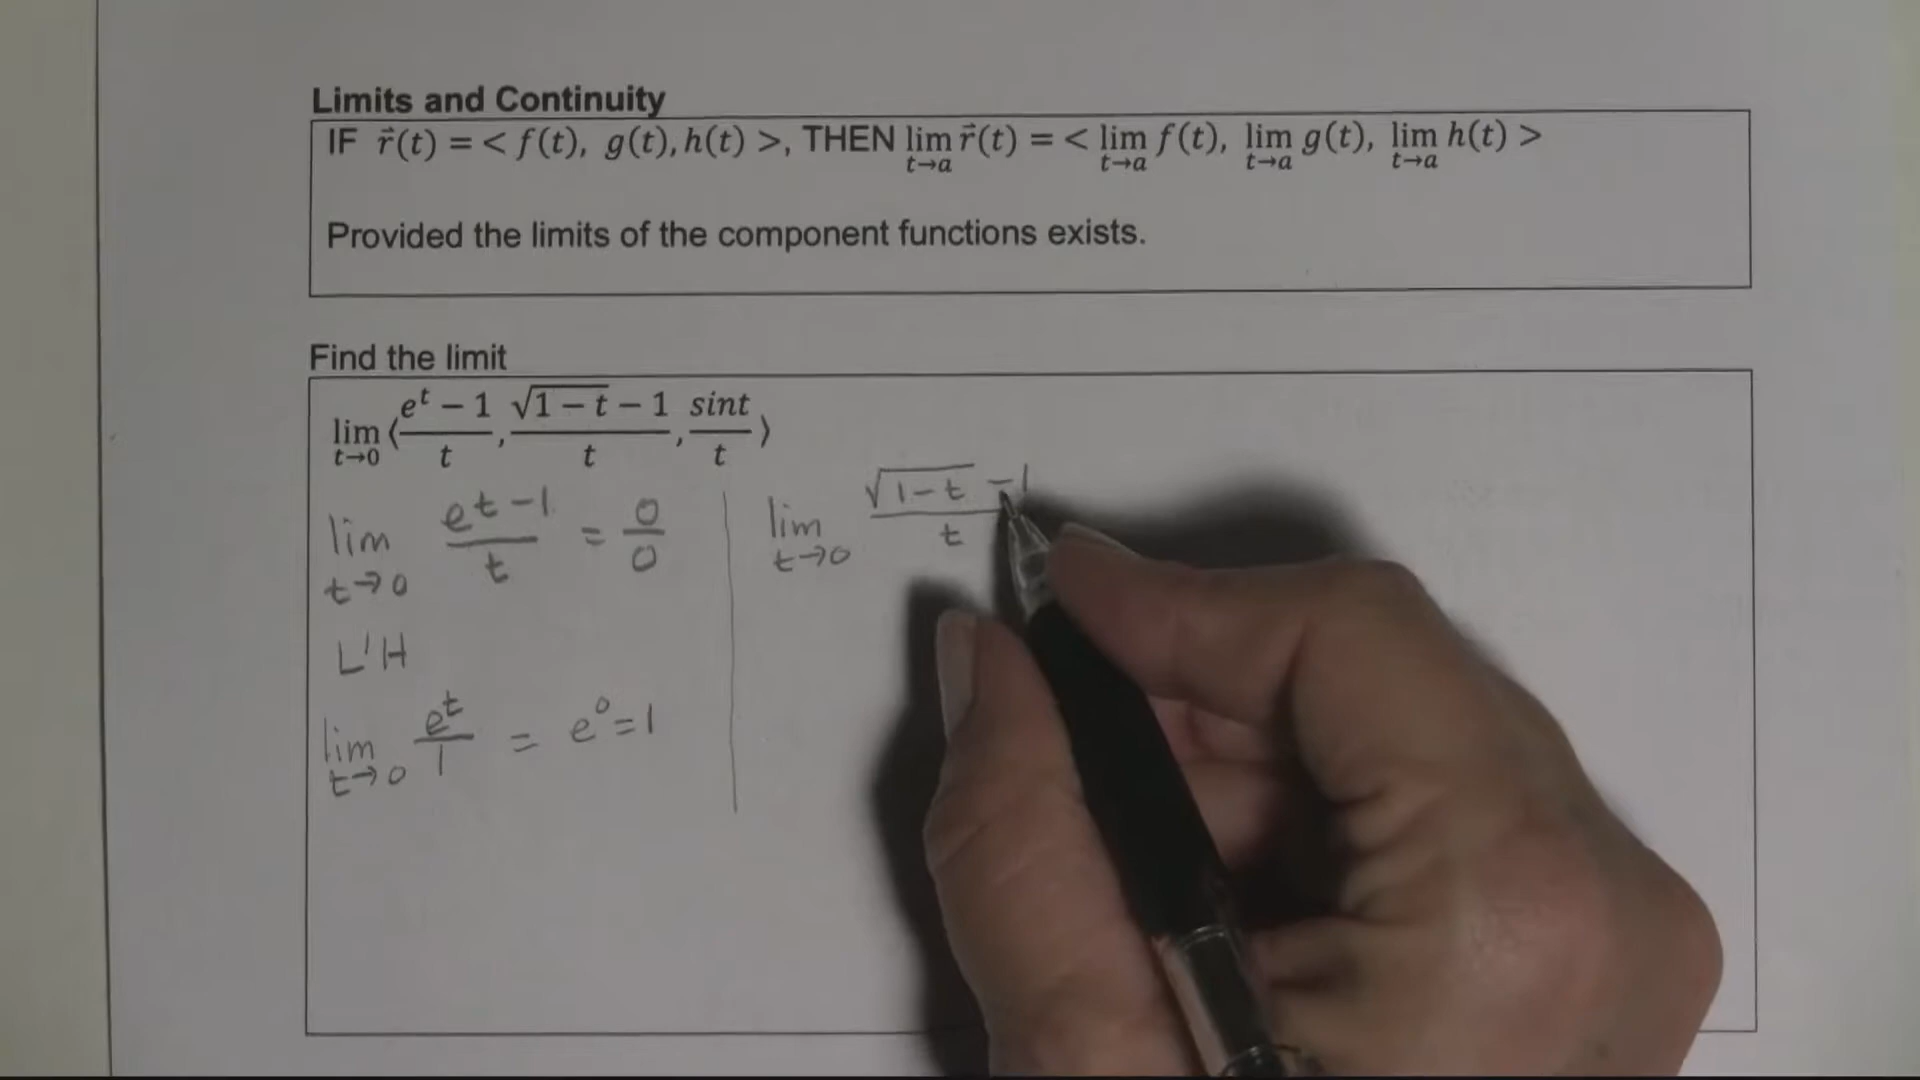 Limits and Continuity
IF r⃗(t) = < f(t), g(t), h(t) >, THEN lim t→a r⃗(t) = < lim t→a f(t), lim t→a g(t), lim t→a h(t) >
Provided the limits of the component functions exists.
Find the limit
lim t→0 ⟨(e^t − 1)/t, (√(1 − t) − 1)/t, sint/t⟩
lim t→0 (e^t − 1)/t = 0/0
L'H
lim t→0 e^t/1 = e^0 = 1
lim t→0 (√(1 − t) − 1)/t